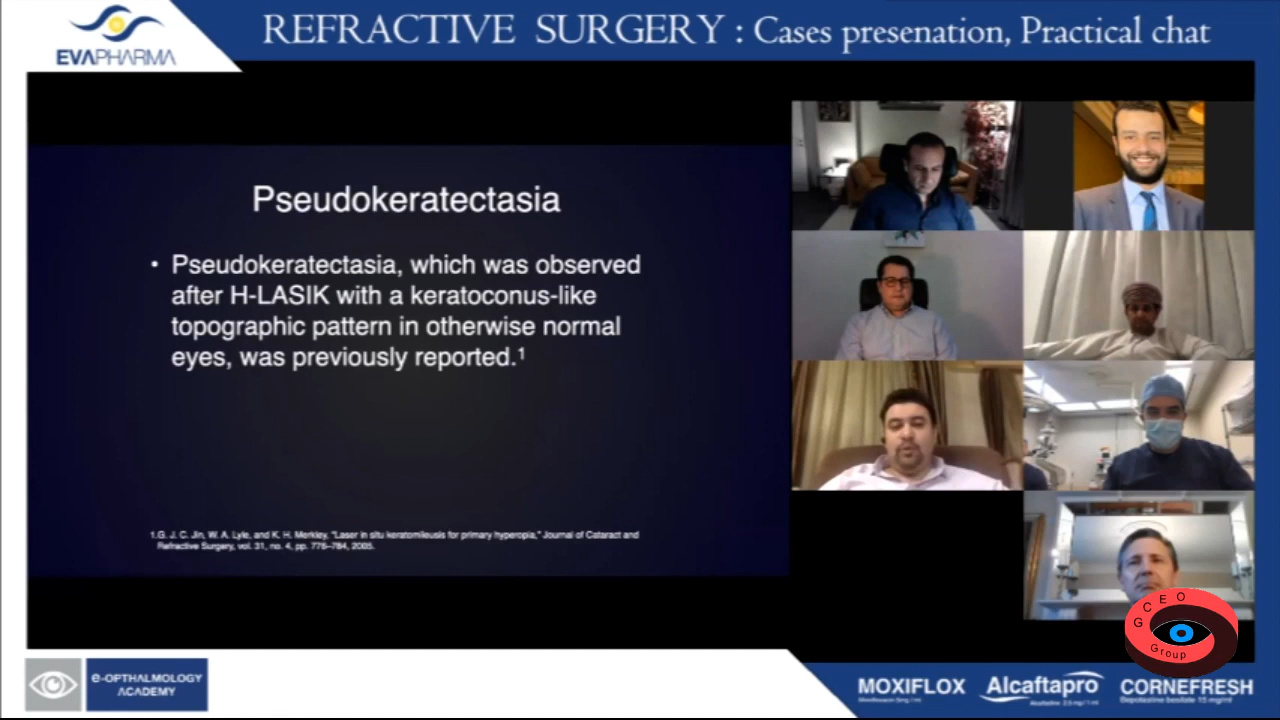 REFRACTIVE SURGERY : Cases presenation, Practical chat
EVAPHARMA
Pseudokeratectasia
• Pseudokeratectasia, which was observed
after H-LASIK with a keratoconus-like
topographic pattern in otherwise normal
eyes, was previously reported.¹
1.G. J. C. Jin, W. A. Lyle, and K. H. Merkley, "Laser in situ keratomileusis for primary hyperopia," Journal of Cataract and
Refractive Surgery, vol. 31, no. 4, pp. 776–784, 2005.
GCEO
Group
e-OPTHALMOLOGY
ACADEMY
MOXIFLOX
Alcaftapro
CORNEFRESH